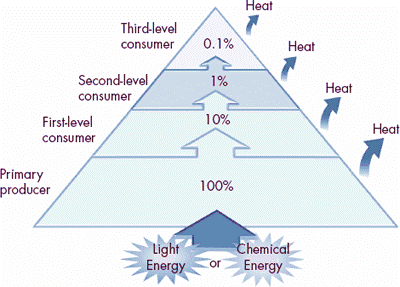 Heat
Third-level
consumer
0.1%
Heat
Second-level
consumer
1%
Heat
First-level
consumer
10%
Heat
Primary
producer
100%
Light
Energy
or
Chemical
Energy